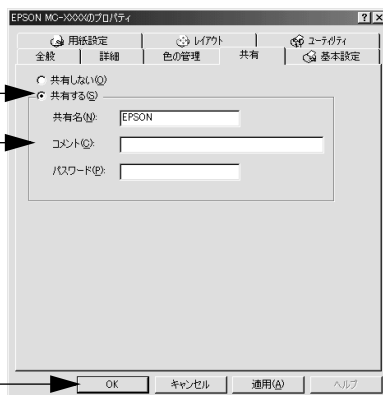 EPSON MC-XXXXのプロパティ
用紙設定 レイアウト ユーティリティ
全般 詳細 色の管理 共有 基本設定
共有しない(O)
共有する(S)
共有名(N): EPSON
コメント(C):
パスワード(P):
OK キャンセル 適用(A) ヘルプ